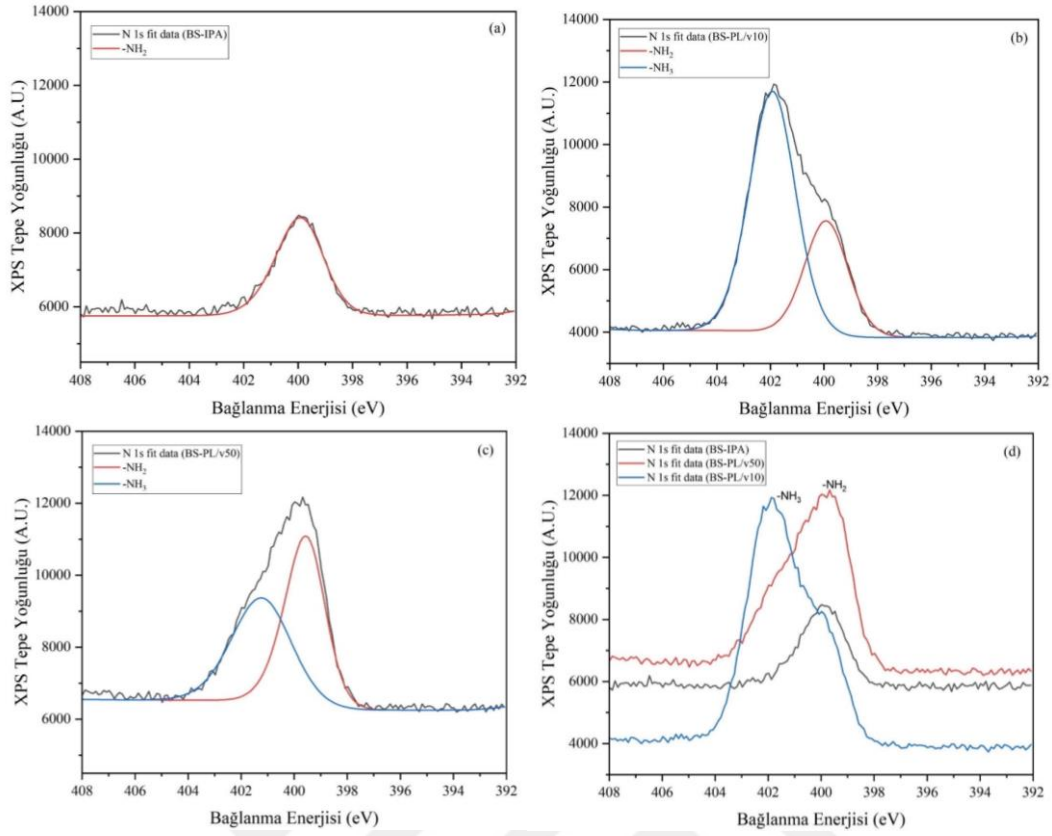 (a)
N 1s fit data (BS-IPA)
-NH₂
XPS Tepe Yoğunluğu (A.U.)
14000
12000
10000
8000
6000
408 406 404 402 400 398 396 394 392
Bağlanma Enerjisi (eV)
(b)
N 1s fit data (BS-PL/v10)
-NH₂
-NH₃
XPS Tepe Yoğunluğu (A.U.)
14000
12000
10000
8000
6000
4000
408 406 404 402 400 398 396 394 392
Bağlanma Enerjisi (eV)
(c)
N 1s fit data (BS-PL/v50)
-NH₂
-NH₃
XPS Tepe Yoğunluğu (A.U.)
14000
12000
10000
8000
6000
408 406 404 402 400 398 396 394 392
Bağlanma Enerjisi (eV)
(d)
N 1s fit data (BS-IPA)
N 1s fit data (BS-PL/v50)
N 1s fit data (BS-PL/v10)
-NH₃ -NH₂
XPS Tepe Yoğunluğu (A.U.)
14000
12000
10000
8000
6000
4000
408 406 404 402 400 398 396 394 392
Bağlanma Enerjisi (eV)